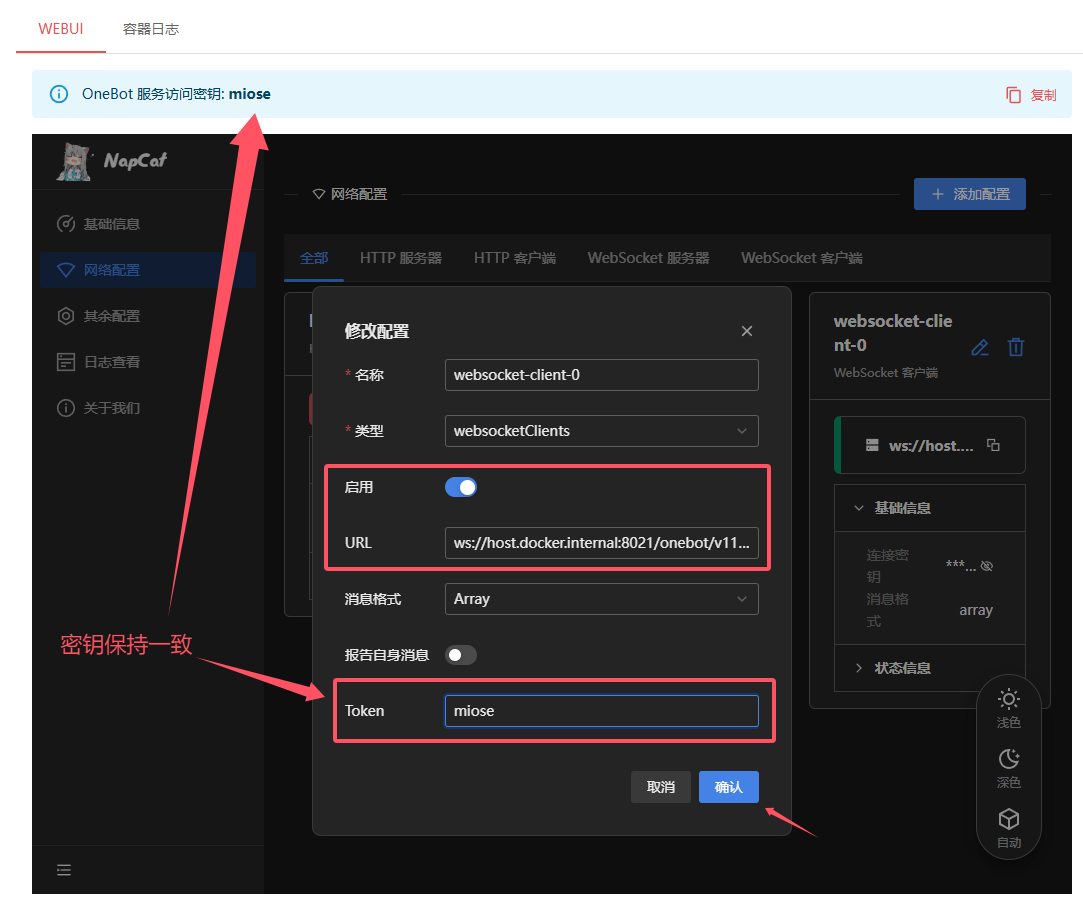 WEBUI 容器日志
OneBot 服务访问密钥: miose 复制
NapCat
网络配置 添加配置
基础信息
网络配置
其余配置
日志查看
关于我们
全部 HTTP 服务器 HTTP 客户端 WebSocket 服务器 WebSocket 客户端
修改配置
* 名称 websocket-client-0
* 类型 websocketClients
启用
URL ws://host.docker.internal:8021/onebot/v11...
消息格式 Array
报告自身消息
Token miose
取消 确认
密钥保持一致
websocket-clie
nt-0
WebSocket 客户端
ws://host....
基础信息
连接密
钥
***...
消息格
式
array
状态信息
浅色
深色
自动